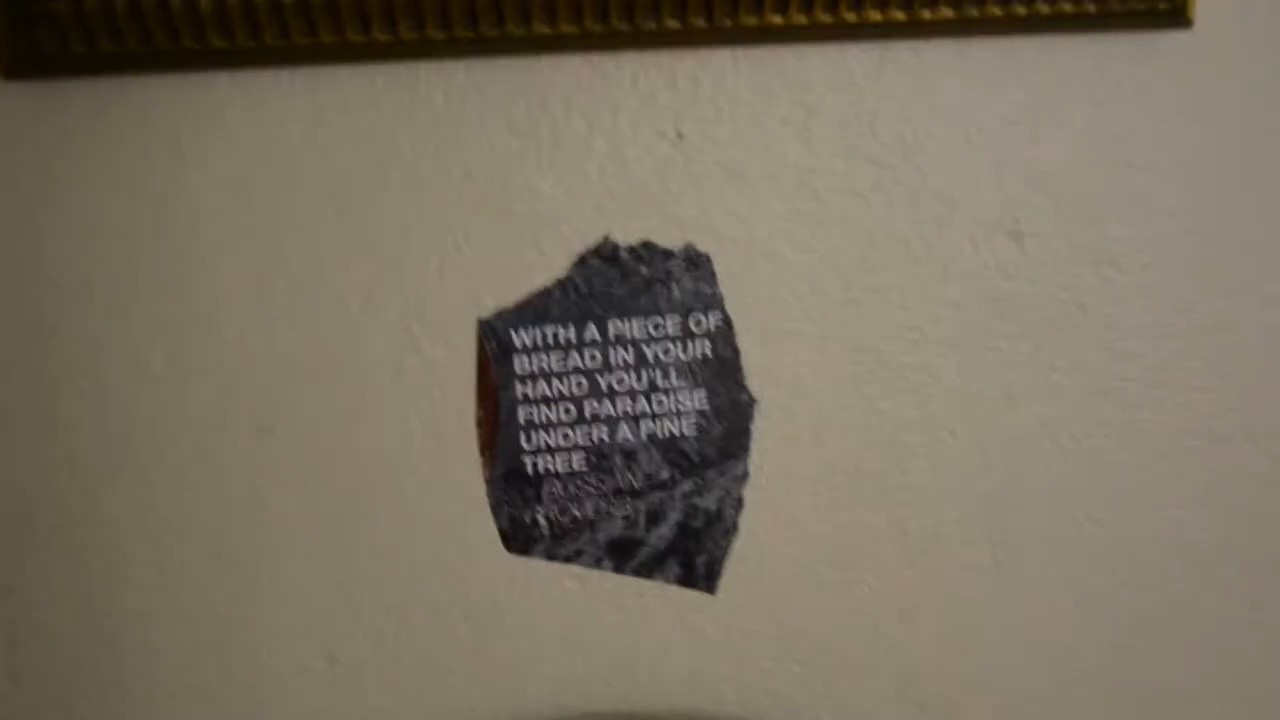 WITH A PIECE OF
BREAD IN YOUR
HAND YOU'LL
FIND PARADISE
UNDER A PINE
TREE